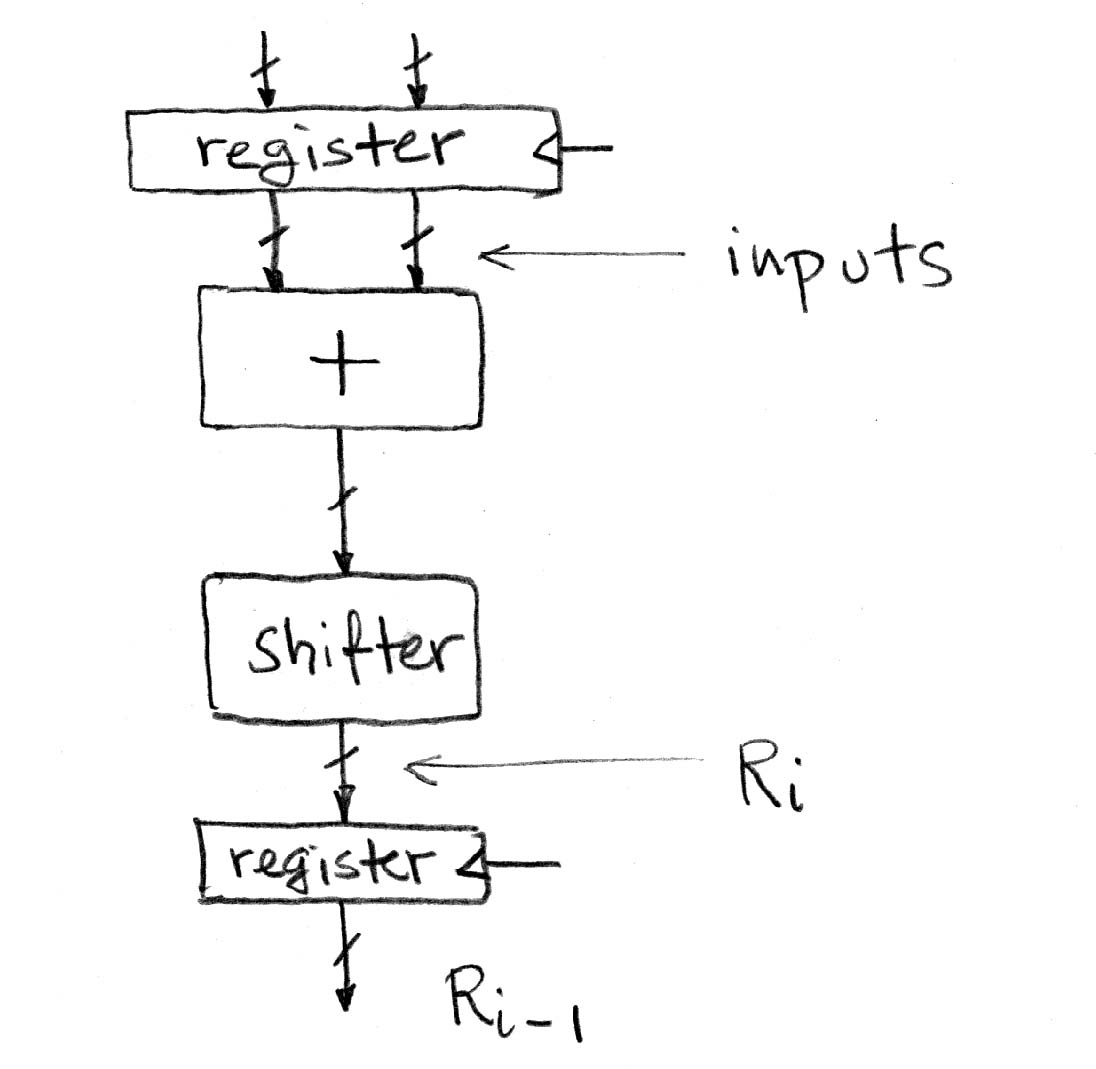 register
inputs
+
shifter
Ri
register
Ri-1